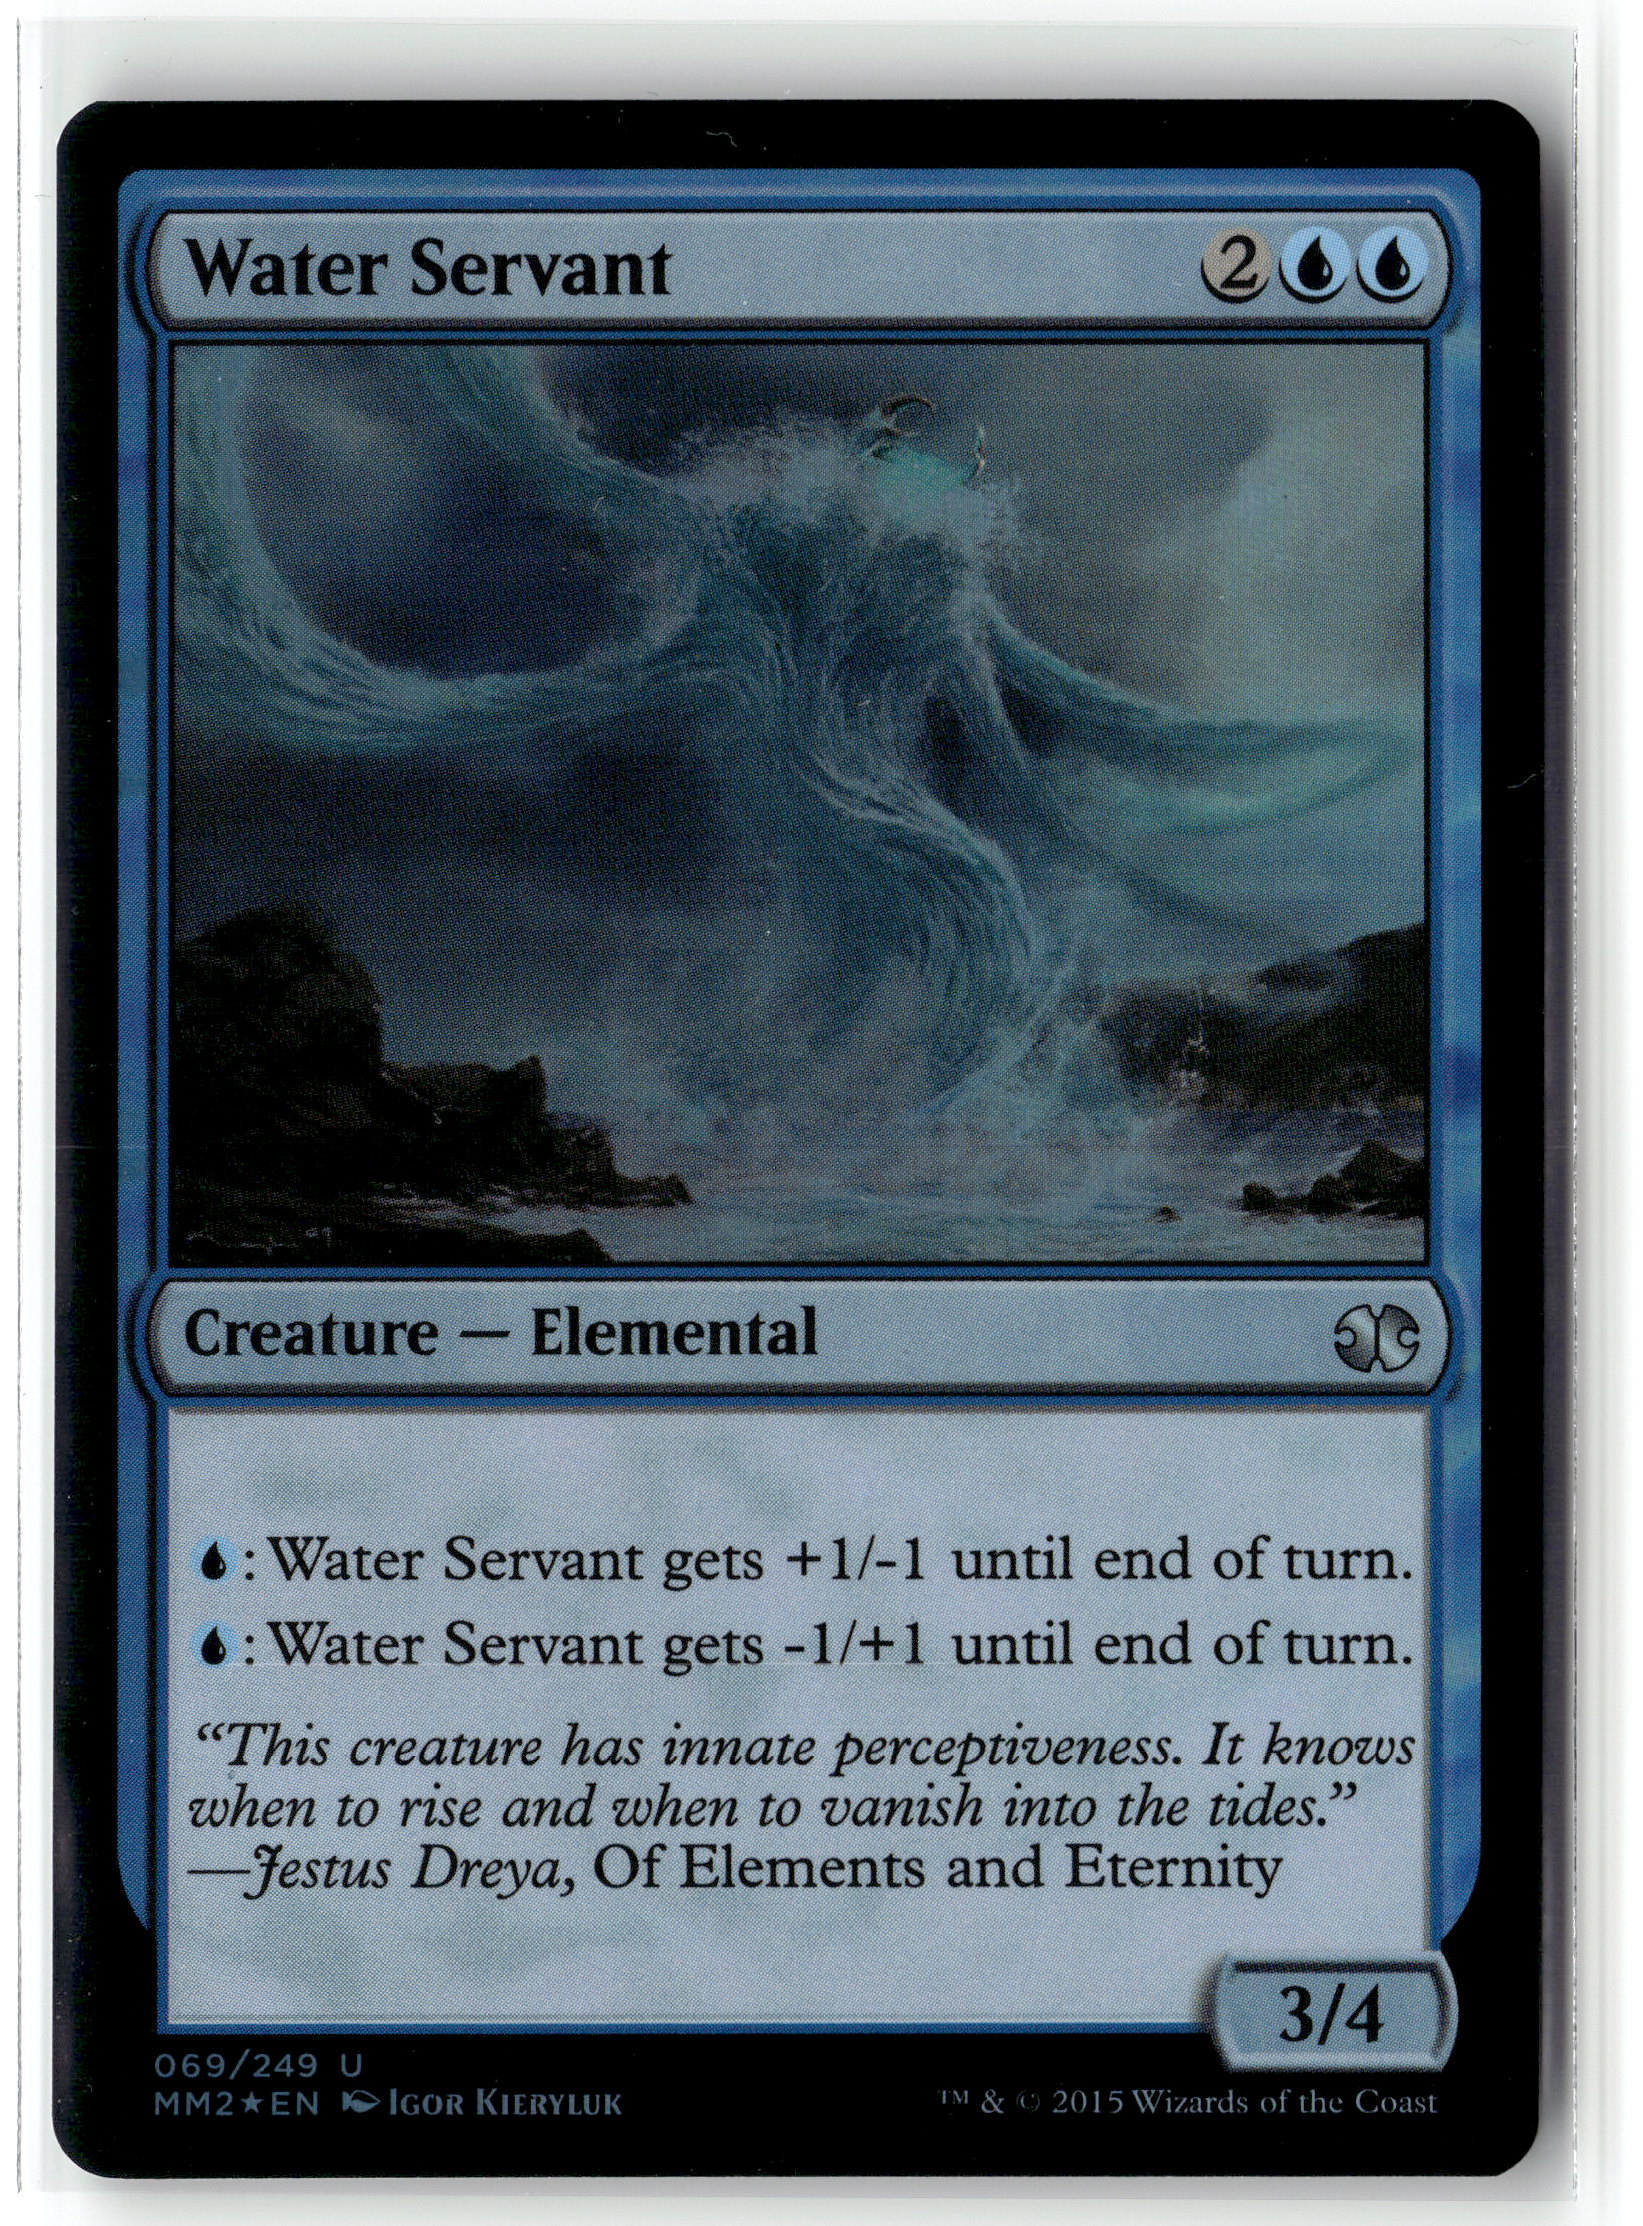 Water Servant 2
Creature — Elemental
: Water Servant gets +1/-1 until end of turn.
: Water Servant gets -1/+1 until end of turn.
“This creature has innate perceptiveness. It knows
when to rise and when to vanish into the tides.”
—Jestus Dreya, Of Elements and Eternity
3/4
069/249 U
MM2★EN Igor Kieryluk
™ & © 2015 Wizards of the Coast